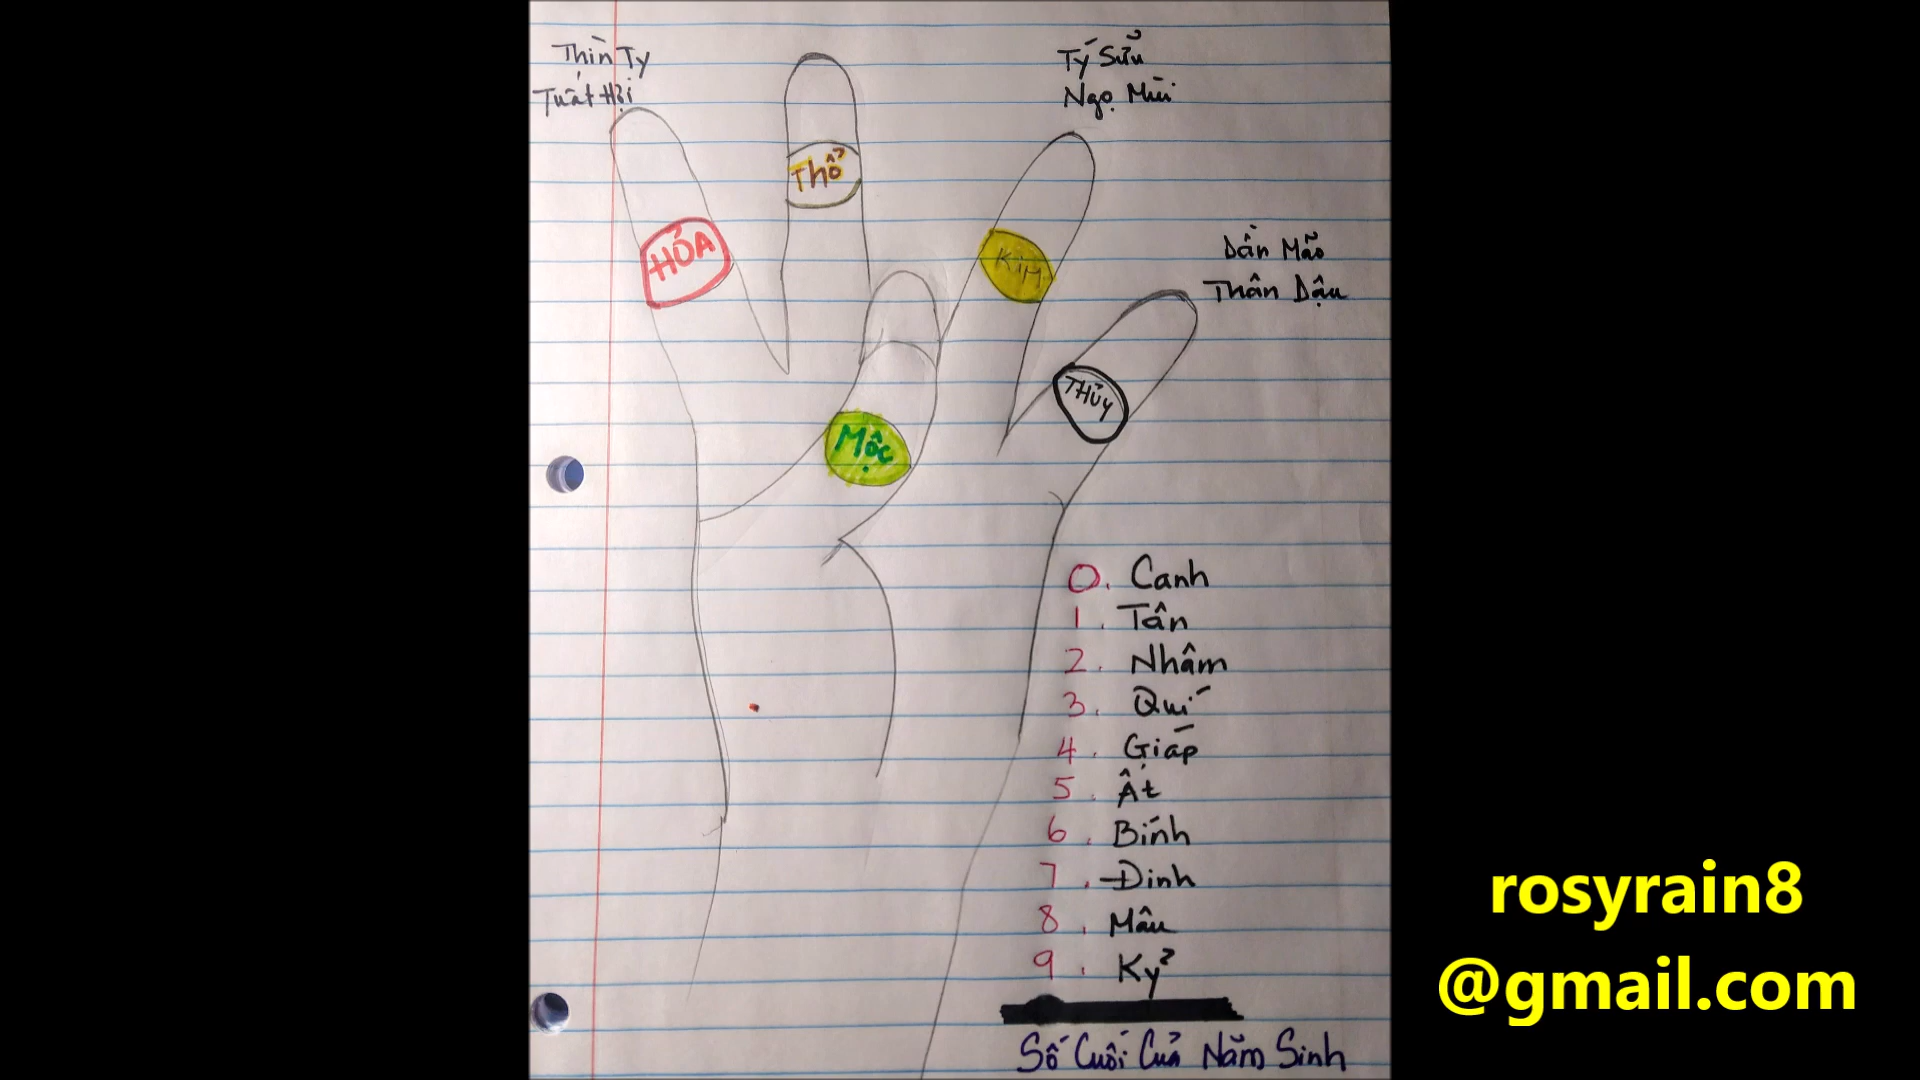 Thìn Tỵ
Tuất Hợi
Tý Sửu
Ngọ Mùi
Dần Mão
Thân Dậu
HỎA
Thổ
KIM
Mộc
THỦY
0. Canh
1. Tân
2. Nhâm
3. Quí
4. Giáp
5. Ất
6. Bính
7. Đinh
8. Mâu
9. Kỷ
Số Cuối Của Năm Sinh
rosyrain8
@gmail.com